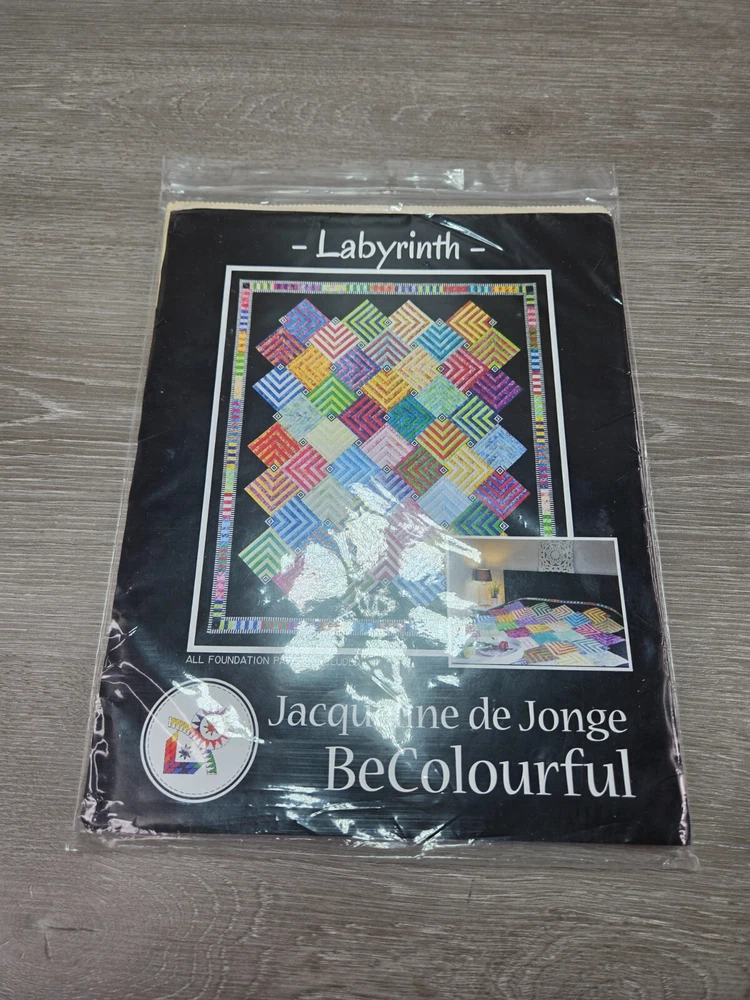 - Labyrinth -
ALL FOUNDATION
Jacqueline de Jonge
BeColourful